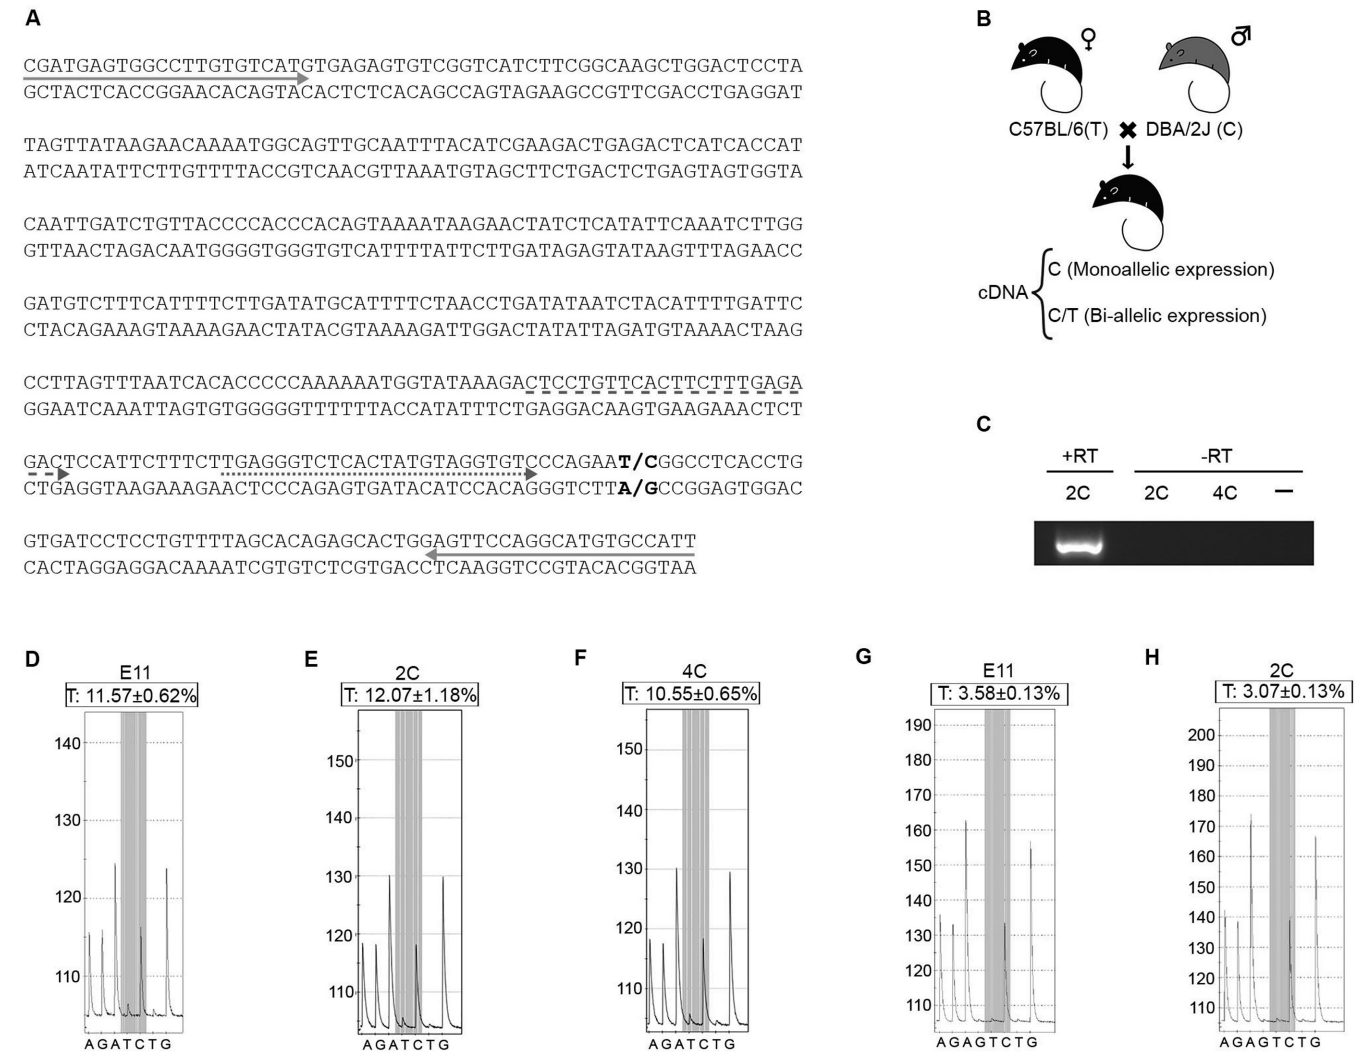 A
CGATGAGTGGCCTTGTGTCATGTGAGAGTGTCGGTCATCTTCGGCAAGCTGGACTCCTA
GCTACTCACCGGAACACAGTACACTCTCACAGCCAGTAGAAGCCGTTCGACCTGAGGAT
TAGTTATAAGAACAAAATGGCAGTTGCAATTTACATCGAAGACTGAGACTCATCACCAT
ATCAATATTCTTGTTTTACCGTCAACGTTAAATGTAGCTTCTGACTCTGAGTAGTGGTA
CAATTGATCTGTTACCCCACCCACAGTAAAATAAGAACTATCTCATATTCAAATCTTGG
GTTAACTAGACAATGGGGTGGGTGTCATTTTATTCTTGATAGAGTATAAGTTTAGAACC
GATGTCTTTCATTTTCTTGATATGCATTTTCTAACCTGATATAATCTACATTTTGATTC
CTACAGAAAGTAAAAGAACTATACGTAAAAGATTGGACTATATTAGATGTAAAACTAAG
CCTTAGTTTAATCACACCCCCAAAAAATGGTATAAAGACTCCTGTTCACTTCTTTGAGA
GGAATCAAATTAGTGTGGGGGTTTTTTACCATATTTCTGAGGACAAGTGAAGAAACTCT
GACTCCATTCTTTCTTGAGGGTCTCACTATGTAGGTGTCCCAGAAT/CGGCCTCACCTG
CTGAGGTAAGAAAGAACTCCCAGAGTGATACATCCACAGGGTCTTA/GCCGGAGTGGAC
GTGATCCTCCTGTTTTAGCACAGAGCACTGGAGTTCCAGGCATGTGCCATT
CACTAGGAGGACAAAATCGTGTCTCGTGACCTCAAGGTCCGTACACGGTAA
B
♀ ♂
C57BL/6(T) ✖ DBA/2J (C)
cDNA
C (Monoallelic expression)
C/T (Bi-allelic expression)
C
+RT -RT
2C 2C 4C —
D
E11
T: 11.57±0.62%
140
130
120
110
AGATCTG
E
2C
T: 12.07±1.18%
150
140
130
120
110
AGATCTG
F
4C
T: 10.55±0.65%
150
140
130
120
110
AGATCTG
G
E11
T: 3.58±0.13%
190
180
170
160
150
140
130
120
110
AGAGTCTG
H
2C
T: 3.07±0.13%
200
190
180
170
160
150
140
130
120
110
AGAGTCTG